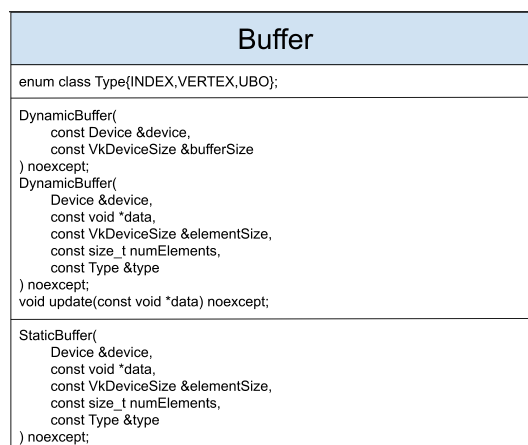 Buffer
enum class Type{INDEX,VERTEX,UBO};
DynamicBuffer(
const Device &device,
const VkDeviceSize &bufferSize
) noexcept;
DynamicBuffer(
Device &device,
const void *data,
const VkDeviceSize &elementSize,
const size_t numElements,
const Type &type
) noexcept;
void update(const void *data) noexcept;
StaticBuffer(
Device &device,
const void *data,
const VkDeviceSize &elementSize,
const size_t numElements,
const Type &type
) noexcept;